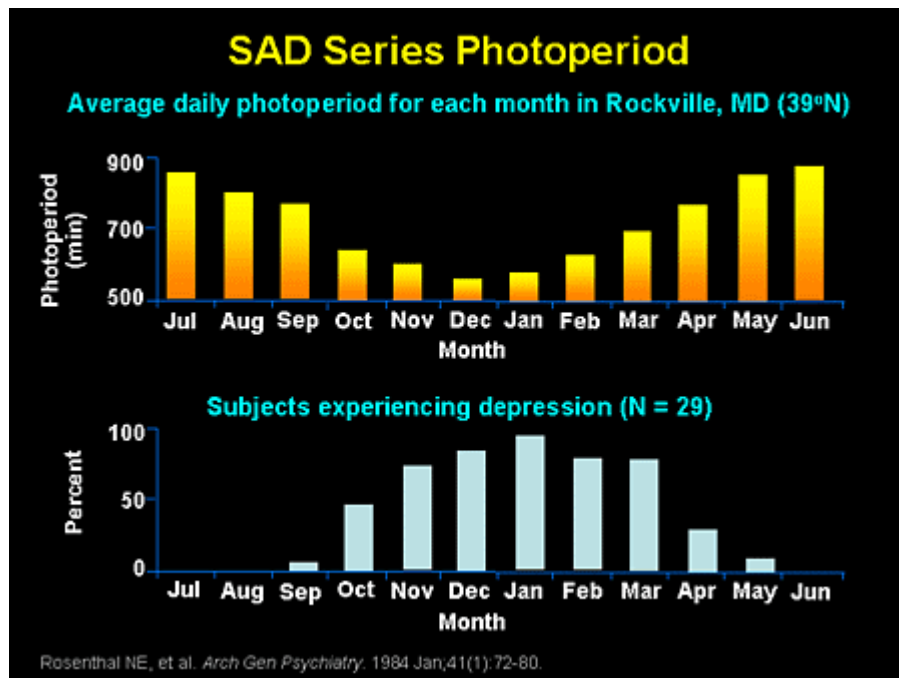 SAD Series Photoperiod
Average daily photoperiod for each month in Rockville, MD (39ºN)
Photoperiod
(min)
900
700
500
Jul Aug Sep Oct Nov Dec Jan Feb Mar Apr May Jun
Month
Subjects experiencing depression (N = 29)
Percent
100
50
0
Jul Aug Sep Oct Nov Dec Jan Feb Mar Apr May Jun
Month
Rosenthal NE, et al. Arch Gen Psychiatry. 1984 Jan;41(1):72-80.